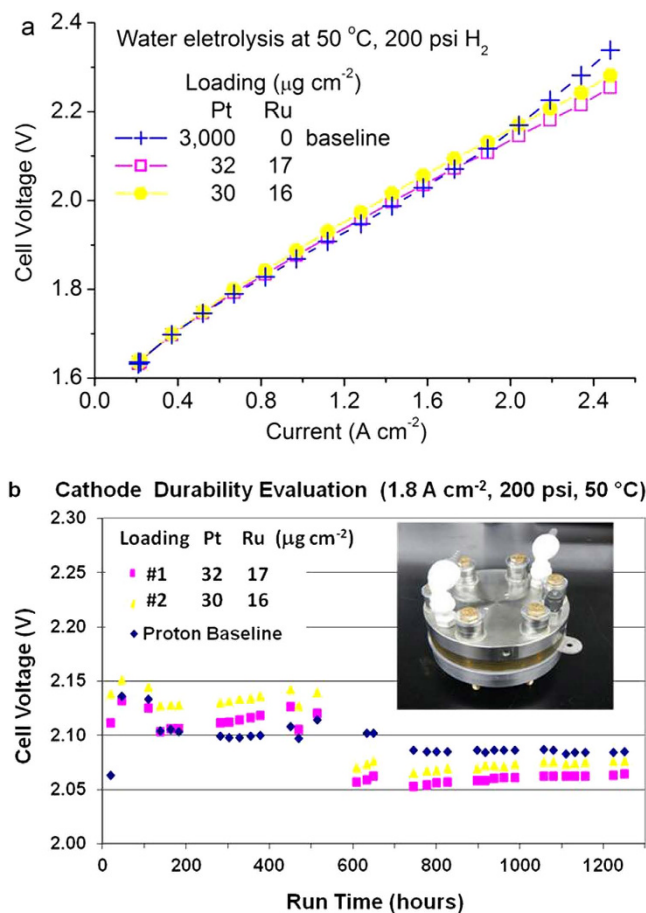 a
Water eletrolysis at 50 °C, 200 psi H₂
Loading (μg cm⁻²)
Pt Ru
3,000 0 baseline
32 17
30 16
Cell Voltage (V)
2.4
2.2
2.0
1.8
1.6
0.0 0.4 0.8 1.2 1.6 2.0 2.4
Current (A cm⁻²)
b Cathode Durability Evaluation (1.8 A cm⁻², 200 psi, 50 °C)
Loading Pt Ru (μg cm⁻²)
#1 32 17
#2 30 16
Proton Baseline
Cell Voltage (V)
2.30
2.25
2.20
2.15
2.10
2.05
2.00
0 200 400 600 800 1000 1200
Run Time (hours)